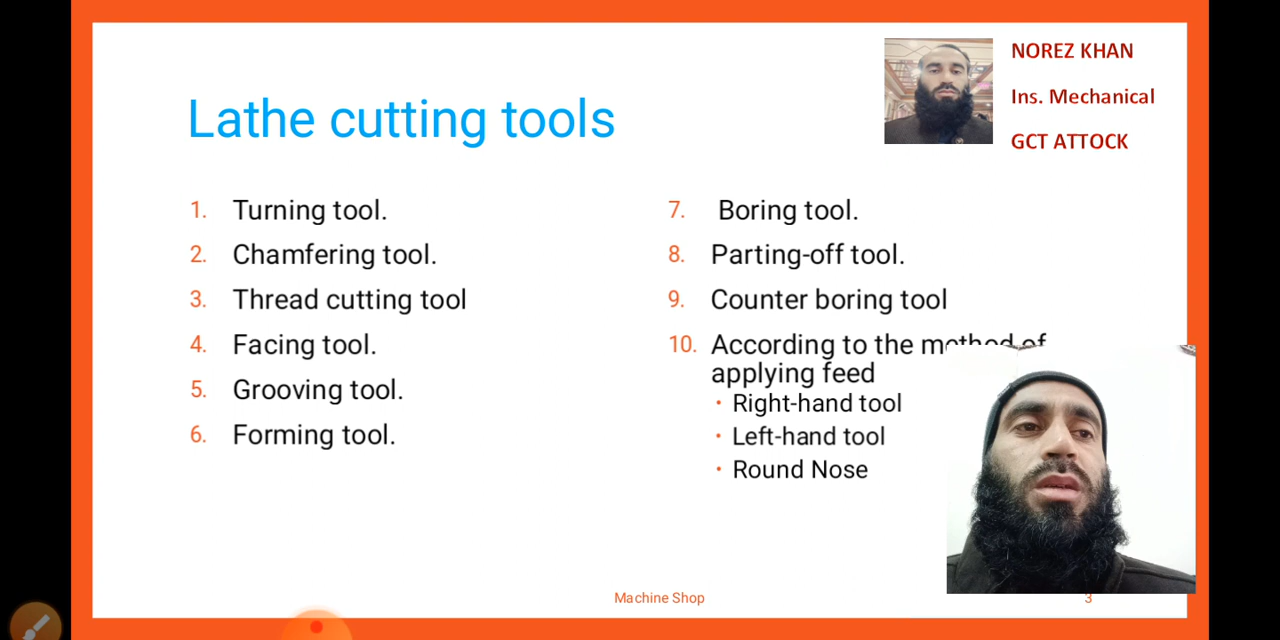 NOREZ KHAN
Ins. Mechanical
GCT ATTOCK
Lathe cutting tools
1. Turning tool.
2. Chamfering tool.
3. Thread cutting tool
4. Facing tool.
5. Grooving tool.
6. Forming tool.
7. Boring tool.
8. Parting-off tool.
9. Counter boring tool
10. According to the method of
applying feed
• Right-hand tool
• Left-hand tool
• Round Nose
Machine Shop
3